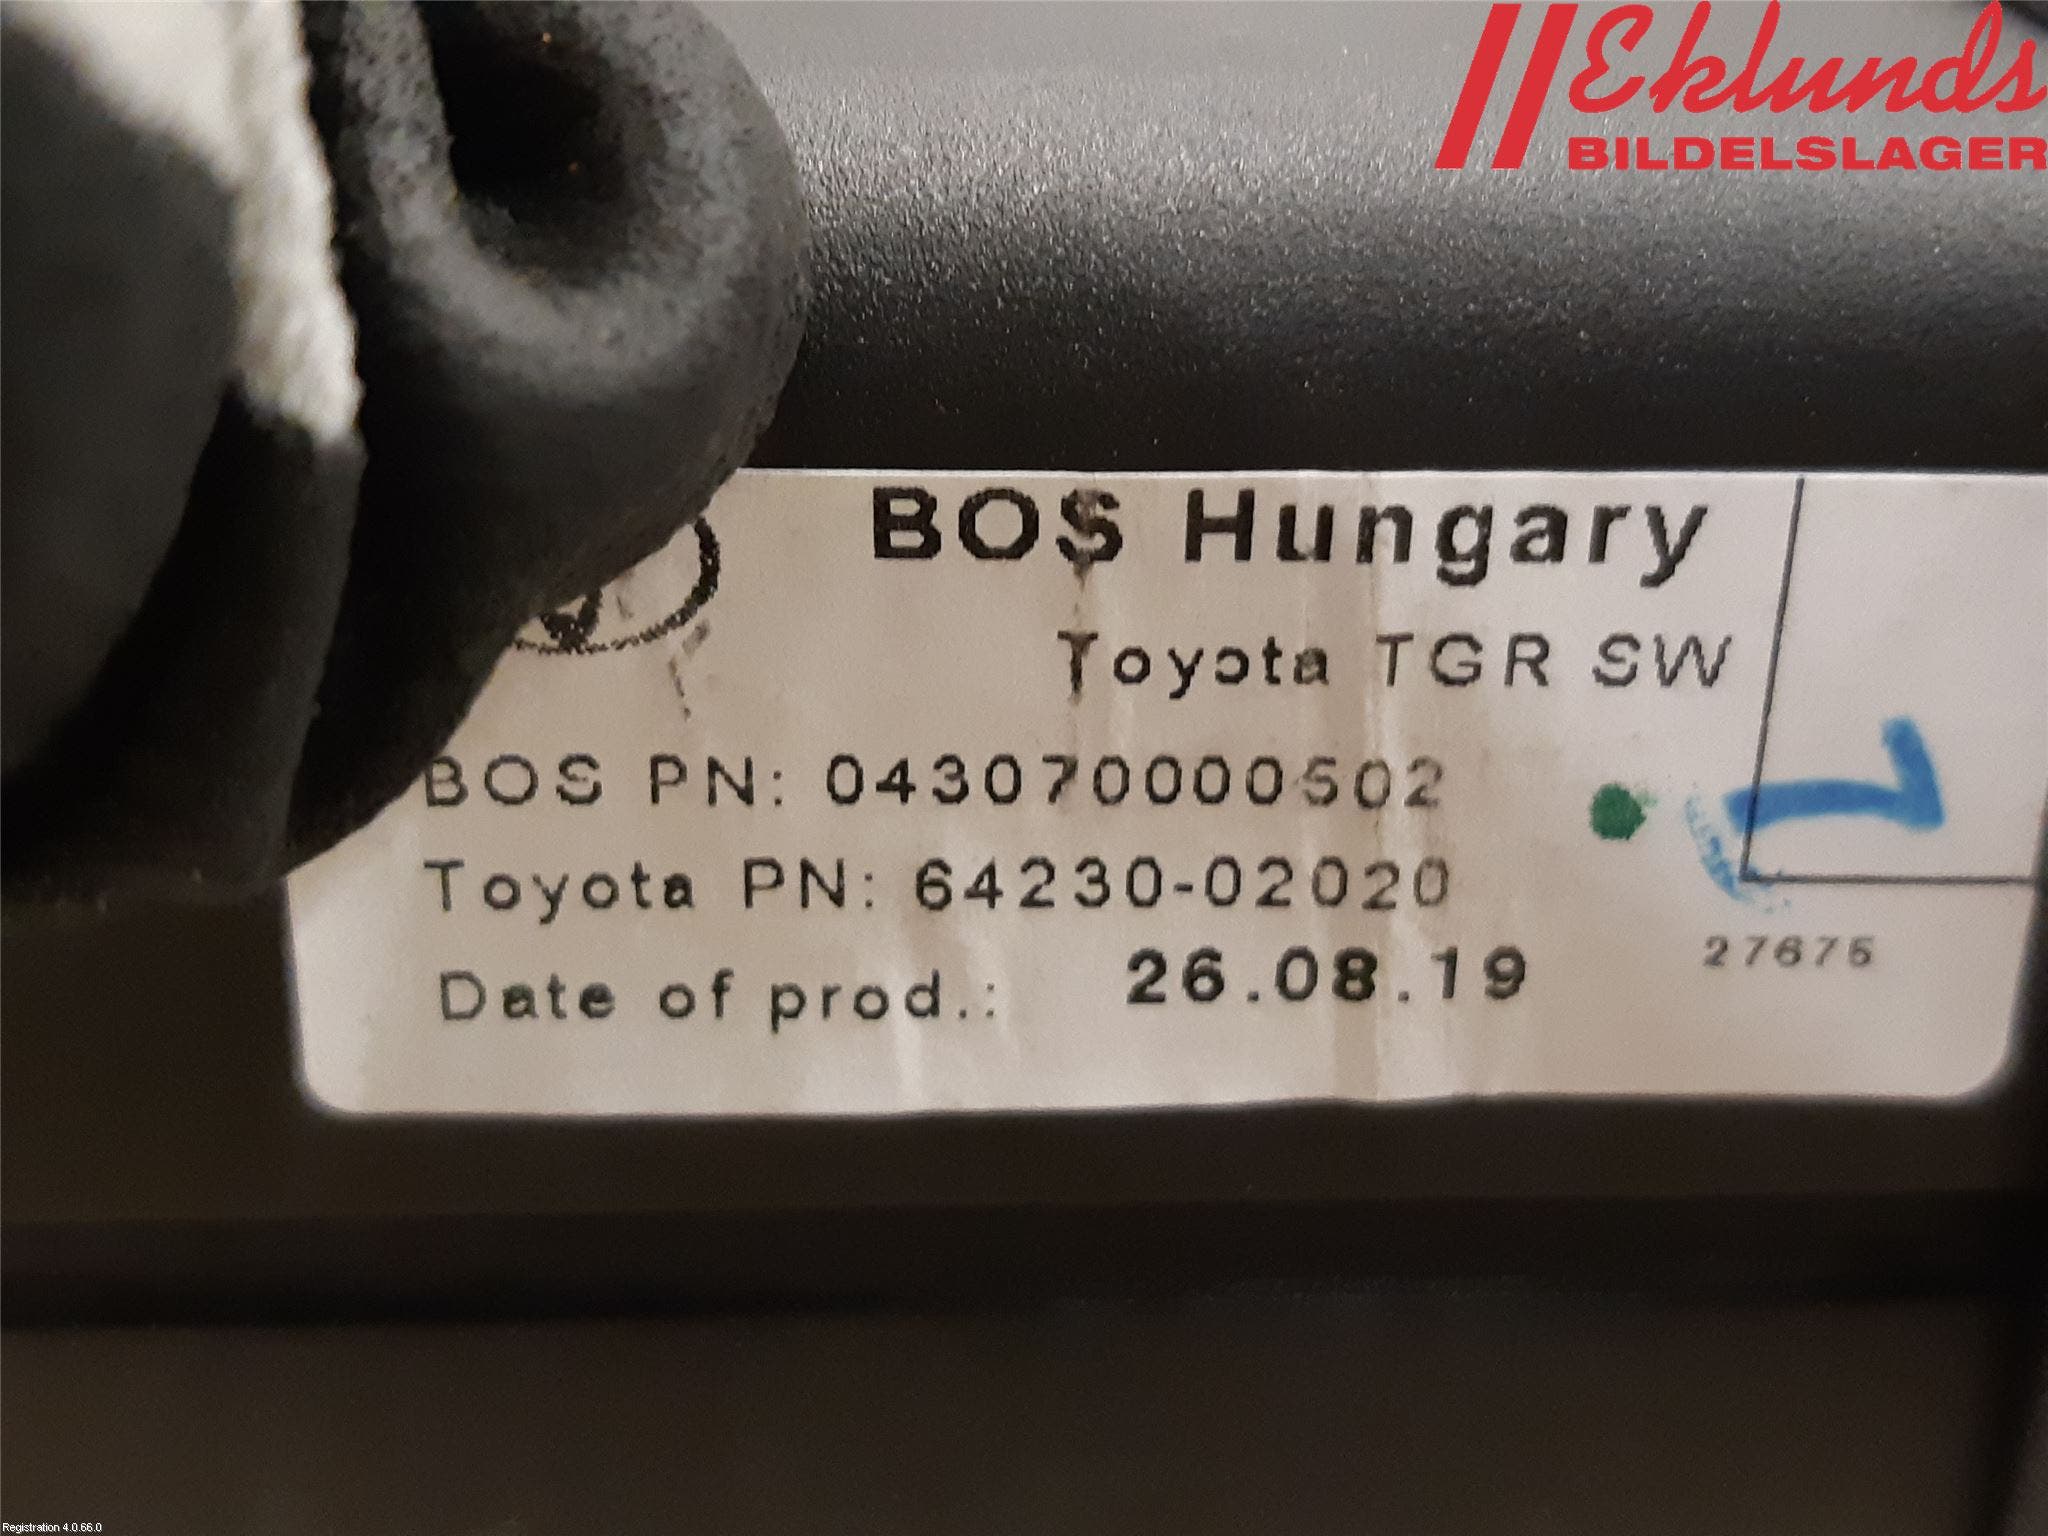 Eklunds
BILDELSLAGER
BOS Hungary
Toyota TGR SW
BOS PN: 043070000502
Toyota PN: 64230-02020
Date of prod.: 26.08.19
27675
Registration 4.0.66.0